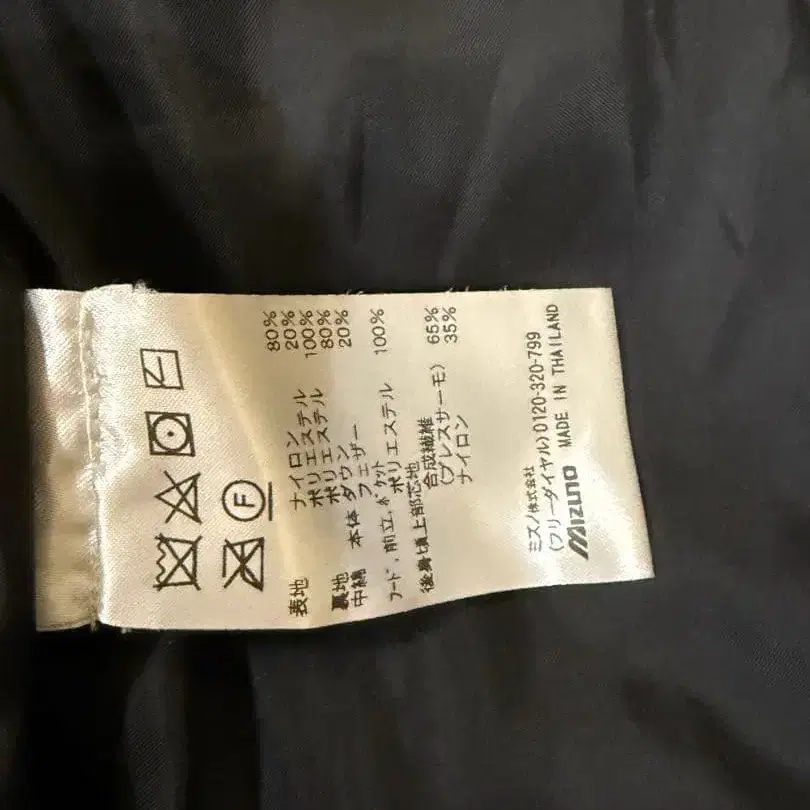 F
表地 ナイロン 80%
ポリエステル 20%
裏地 ポリエステル 100%
中綿 本体 ダウン 80%
フェザー 20%
フード,前立,ポケット
ポリエステル 100%
後身頃上部芯地
合成繊維 65%
(ブレスサーモ)
ナイロン 35%
ミズノ株式会社
(フリーダイヤル)0120-320-799
MIZUNO MADE IN THAILAND